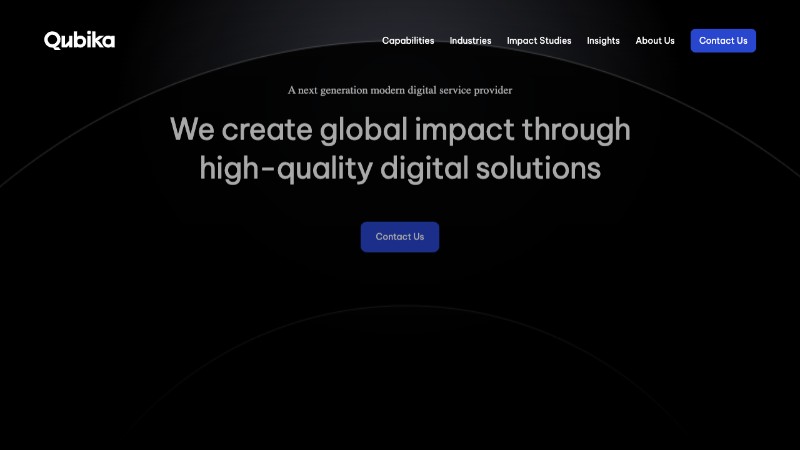 Qubika
Capabilities
Industries
Impact Studies
Insights
About Us
Contact Us
A next generation modern digital service provider
We create global impact through
high-quality digital solutions
Contact Us